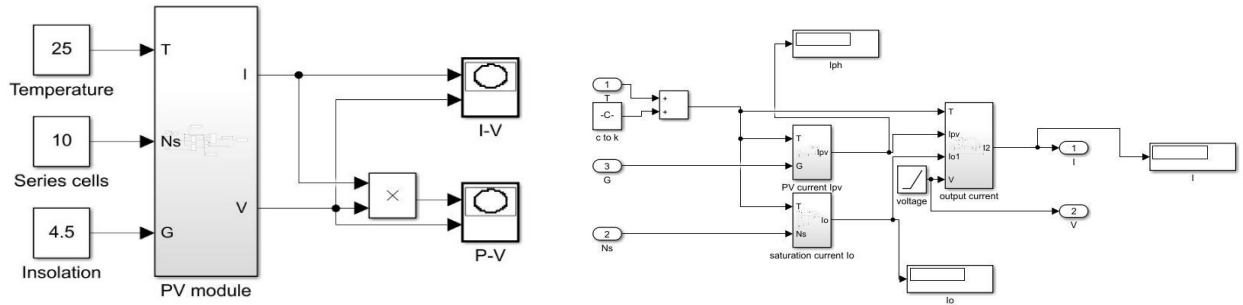 25
Temperature
10
Series cells
4.5
Insolation
T
Ns
G
I
V
PV module
×
I-V
P-V
Iph
1
T
-C-
c to k
+
+
3
G
2
Ns
T
G
Ipv
PV current Ipv
T
Ns
Io
saturation current Io
voltage
T
Ipv
Io1
V
I2
output current
1
I
2
V
I
Io